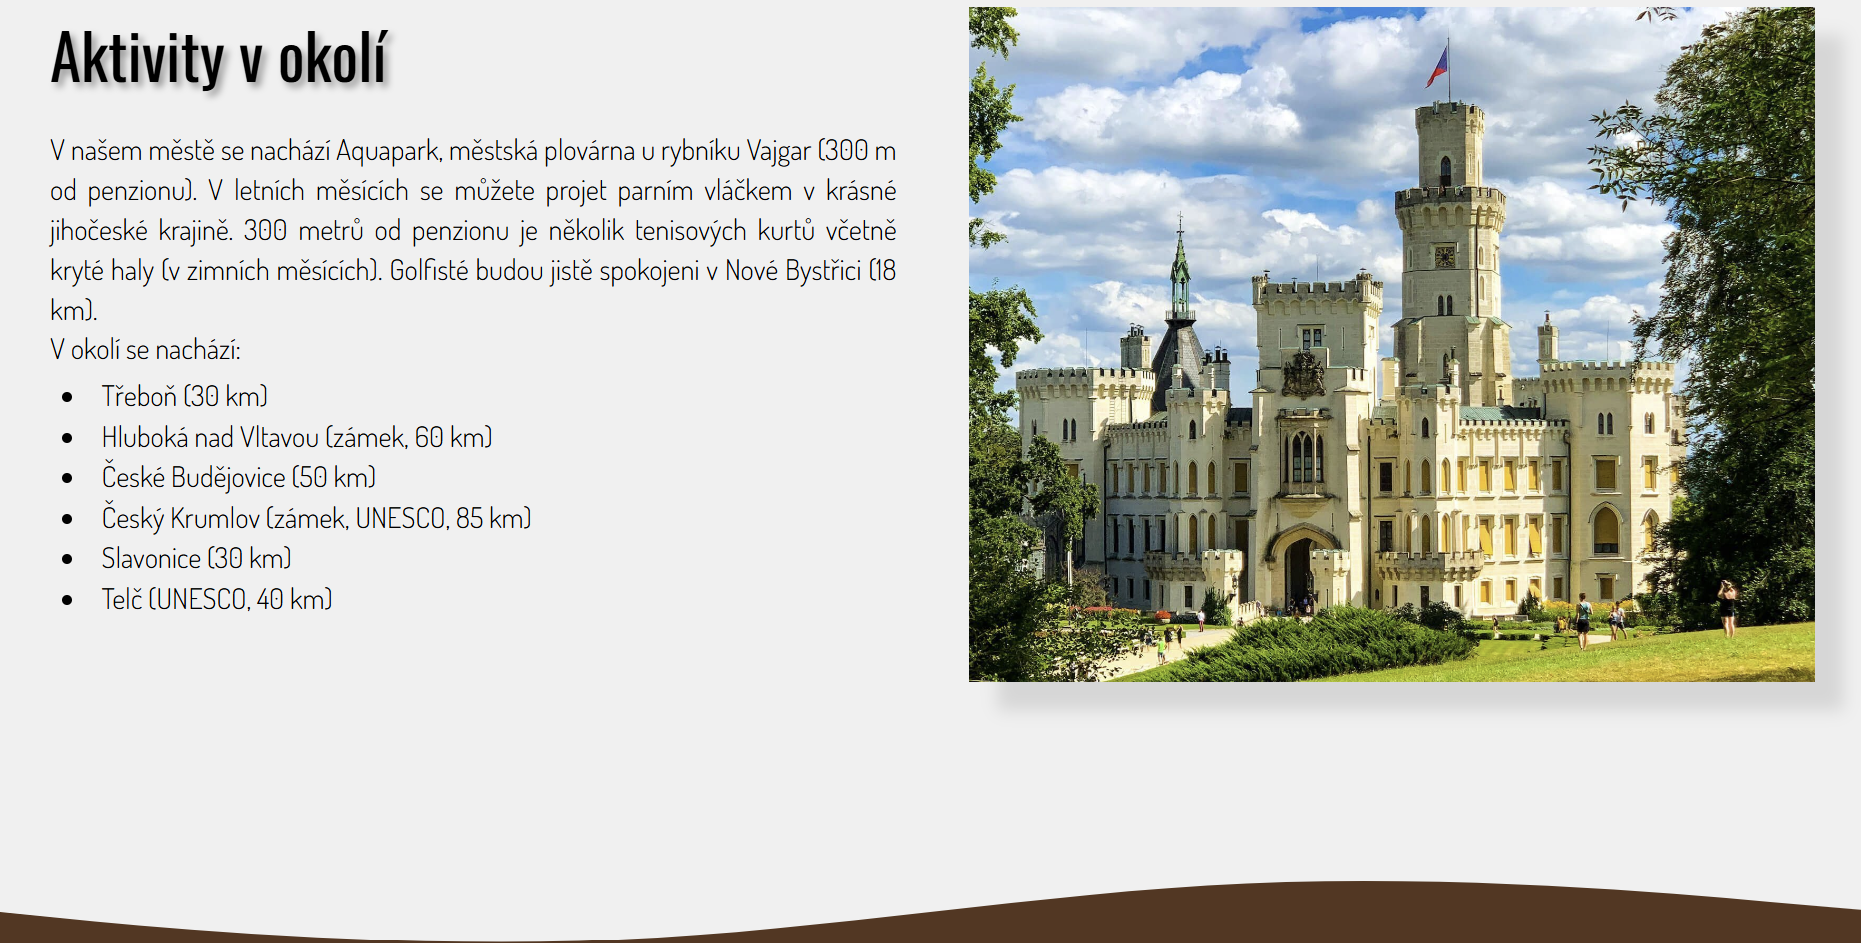 Aktivity v okolí
V našem městě se nachází Aquapark, městská plovárna u rybníku Vajgar (300 m
od penzionu). V letních měsících se můžete projet parním vláčkem v krásné
jihočeské krajině. 300 metrů od penzionu je několik tenisových kurtů včetně
kryté haly (v zimních měsících). Golfisté budou jistě spokojeni v Nové Bystřici (18
km).
V okolí se nachází:
• Třeboň (30 km)
• Hluboká nad Vltavou (zámek, 60 km)
• České Budějovice (50 km)
• Český Krumlov (zámek, UNESCO, 85 km)
• Slavonice (30 km)
• Telč (UNESCO, 40 km)